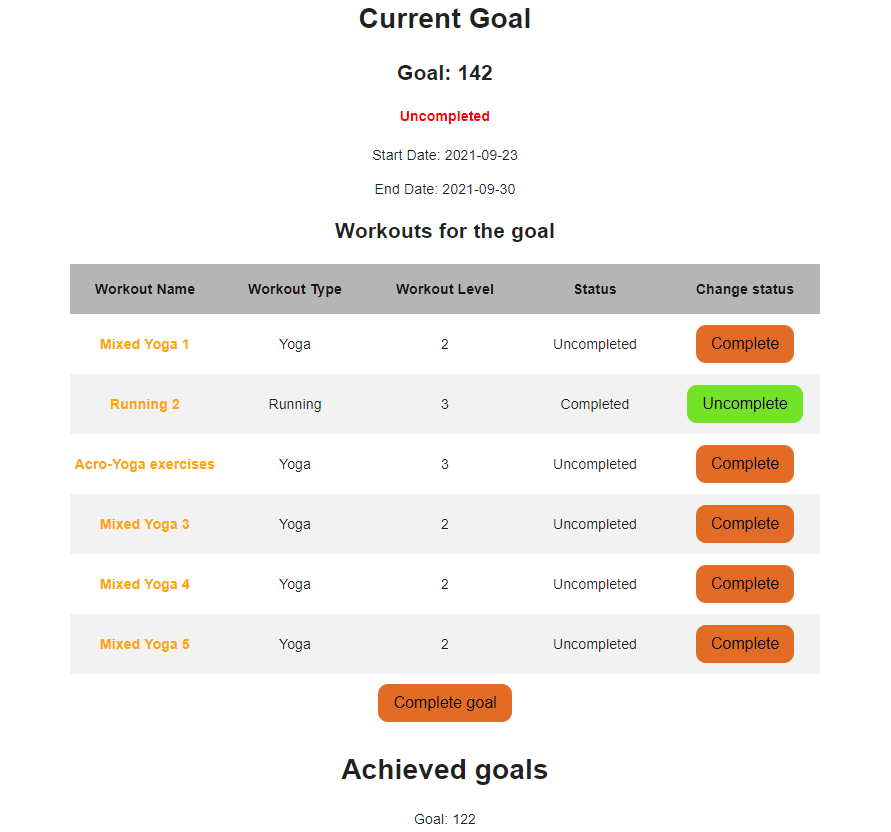 Current Goal
Goal: 142
Uncompleted
Start Date: 2021-09-23
End Date: 2021-09-30
Workouts for the goal
Workout Name Workout Type Workout Level Status Change status
Mixed Yoga 1 Yoga 2 Uncompleted Complete
Running 2 Running 3 Completed Uncomplete
Acro-Yoga exercises Yoga 3 Uncompleted Complete
Mixed Yoga 3 Yoga 2 Uncompleted Complete
Mixed Yoga 4 Yoga 2 Uncompleted Complete
Mixed Yoga 5 Yoga 2 Uncompleted Complete
Complete goal
Achieved goals
Goal: 122